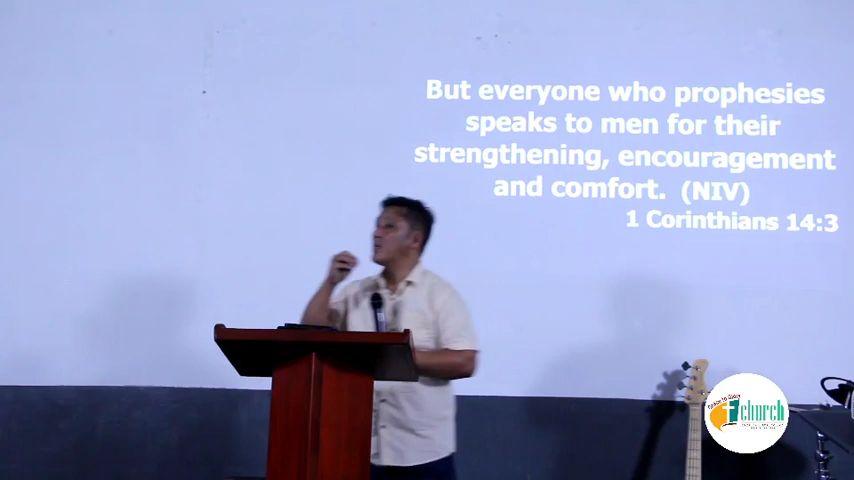 But everyone who prophesies
speaks to men for their
strengthening, encouragement
and comfort.  (NIV)
1 Corinthians 14:3
church